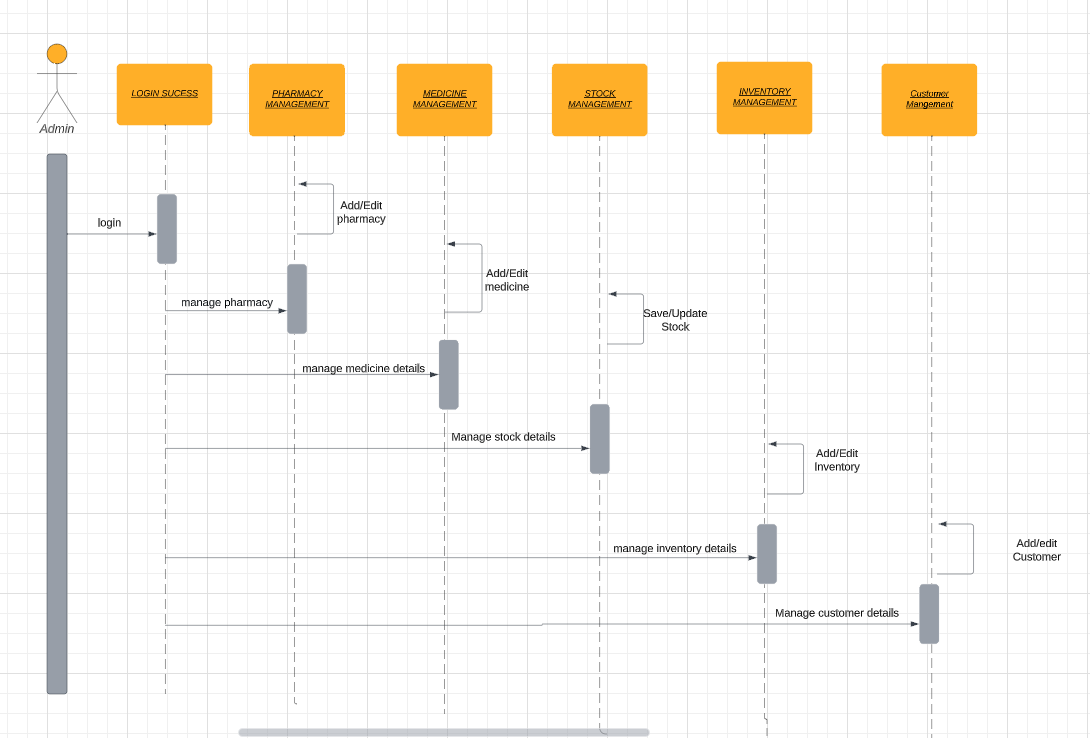 Admin
LOGIN SUCESS
PHARMACY
MANAGEMENT
MEDICINE
MANAGEMENT
STOCK
MANAGEMENT
INVENTORY
MANAGEMENT
Customer
Mangement
login
Add/Edit
pharmacy
manage pharmacy
Add/Edit
medicine
Save/Update
Stock
manage medicine details
Manage stock details
Add/Edit
Inventory
manage inventory details
Add/edit
Customer
Manage customer details